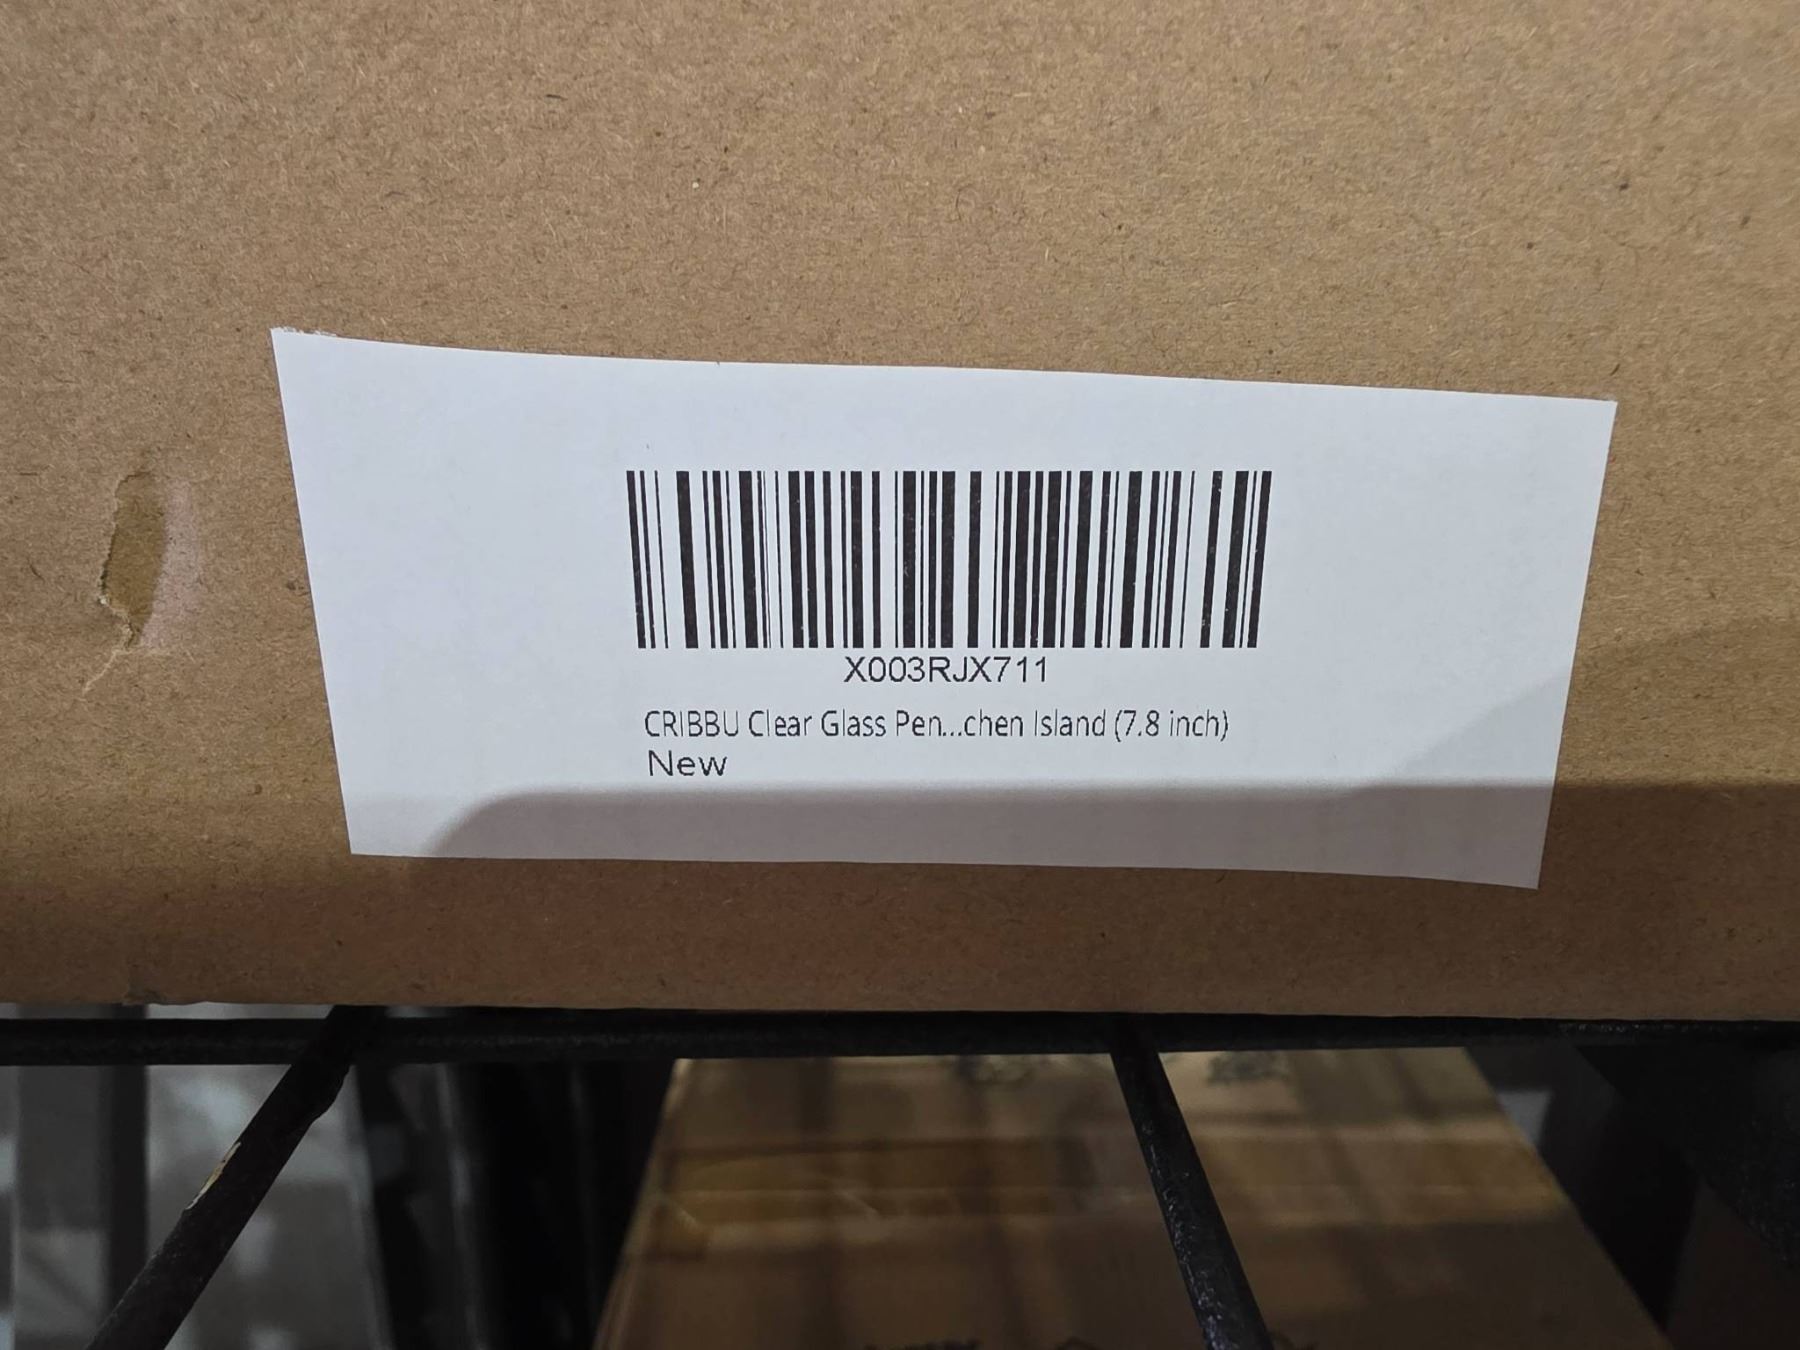 X003RJX711
CRIBBU Clear Glass Pen...chen Island (7.8 inch)
New